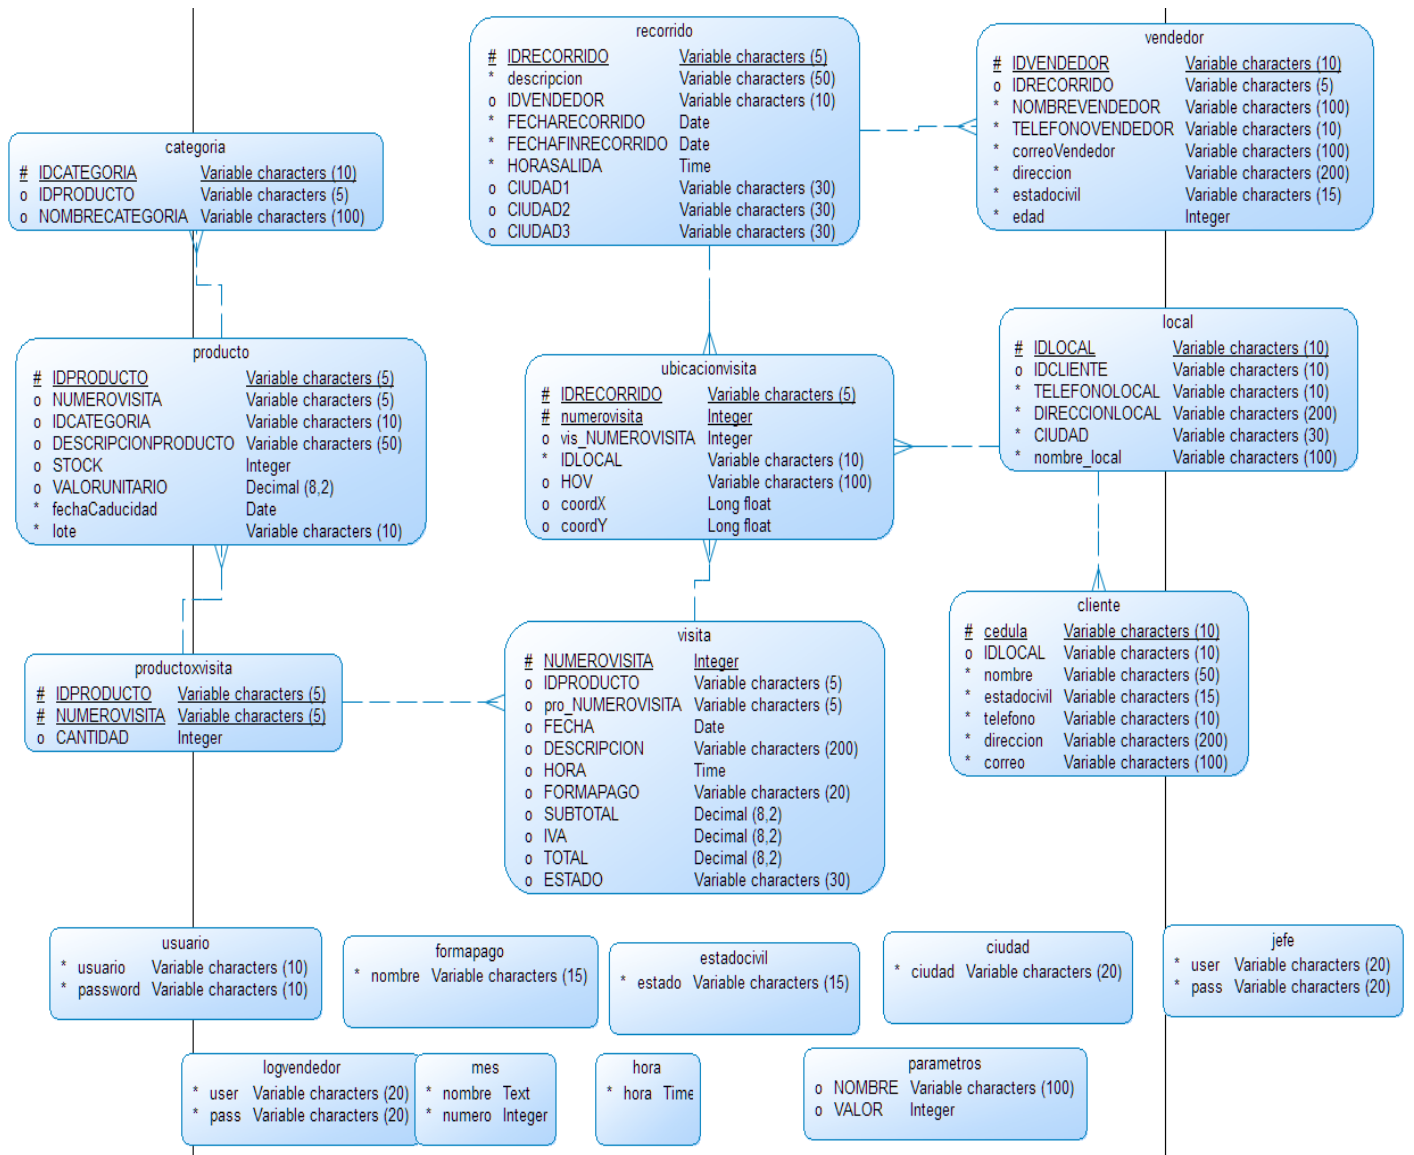 recorrido
# IDRECORRIDO Variable characters (5)
* descripcion Variable characters (50)
o IDVENDEDOR Variable characters (10)
* FECHARECORRIDO Date
* FECHAFINRECORRIDO Date
* HORASALIDA Time
o CIUDAD1 Variable characters (30)
o CIUDAD2 Variable characters (30)
o CIUDAD3 Variable characters (30)
vendedor
# IDVENDEDOR Variable characters (10)
o IDRECORRIDO Variable characters (5)
* NOMBREVENDEDOR Variable characters (100)
* TELEFONOVENDEDOR Variable characters (10)
* correoVendedor Variable characters (100)
* direccion Variable characters (200)
* estadocivil Variable characters (15)
* edad Integer
categoria
# IDCATEGORIA Variable characters (10)
o IDPRODUCTO Variable characters (5)
o NOMBRECATEGORIA Variable characters (100)
producto
# IDPRODUCTO Variable characters (5)
o NUMEROVISITA Variable characters (5)
o IDCATEGORIA Variable characters (10)
o DESCRIPCIONPRODUCTO Variable characters (50)
o STOCK Integer
o VALORUNITARIO Decimal (8,2)
* fechaCaducidad Date
* lote Variable characters (10)
ubicacionvisita
# IDRECORRIDO Variable characters (5)
# numerovisita Integer
o vis_NUMEROVISITA Integer
* IDLOCAL Variable characters (10)
o HOV Variable characters (100)
o coordX Long float
o coordY Long float
local
# IDLOCAL Variable characters (10)
o IDCLIENTE Variable characters (10)
* TELEFONOLOCAL Variable characters (10)
* DIRECCIONLOCAL Variable characters (200)
* CIUDAD Variable characters (30)
* nombre_local Variable characters (100)
productoxvisita
# IDPRODUCTO Variable characters (5)
# NUMEROVISITA Variable characters (5)
o CANTIDAD Integer
visita
# NUMEROVISITA Integer
o IDPRODUCTO Variable characters (5)
o pro_NUMEROVISITA Variable characters (5)
o FECHA Date
o DESCRIPCION Variable characters (200)
o HORA Time
o FORMAPAGO Variable characters (20)
o SUBTOTAL Decimal (8,2)
o IVA Decimal (8,2)
o TOTAL Decimal (8,2)
o ESTADO Variable characters (30)
cliente
# cedula Variable characters (10)
o IDLOCAL Variable characters (10)
* nombre Variable characters (50)
* estadocivil Variable characters (15)
* telefono Variable characters (10)
* direccion Variable characters (200)
* correo Variable characters (100)
usuario
* usuario Variable characters (10)
* password Variable characters (10)
formapago
* nombre Variable characters (15)
estadocivil
* estado Variable characters (15)
ciudad
* ciudad Variable characters (20)
jefe
* user Variable characters (20)
* pass Variable characters (20)
logvendedor
* user Variable characters (20)
* pass Variable characters (20)
mes
* nombre Text
* numero Integer
hora
* hora Time
parametros
o NOMBRE Variable characters (100)
o VALOR Integer